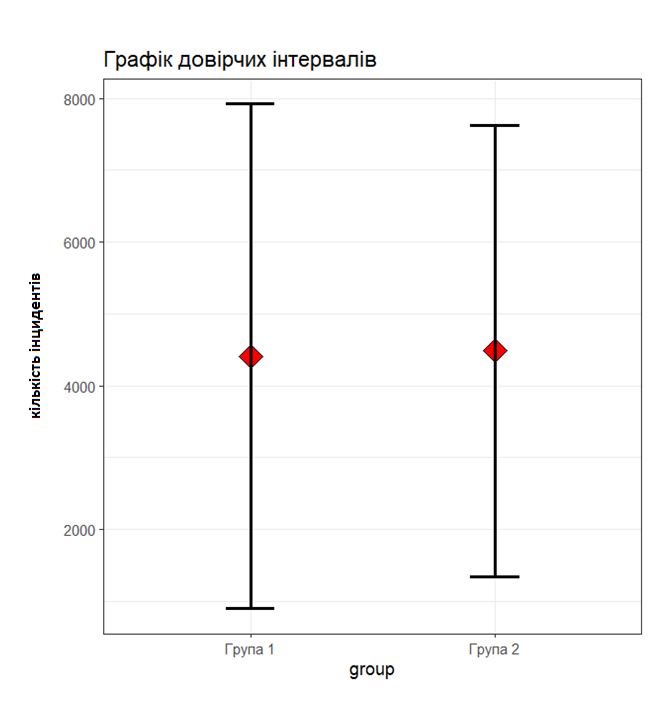 Графік довірчих інтервалів
8000
6000
4000
2000
кількість інцидентів
Група 1
Група 2
group